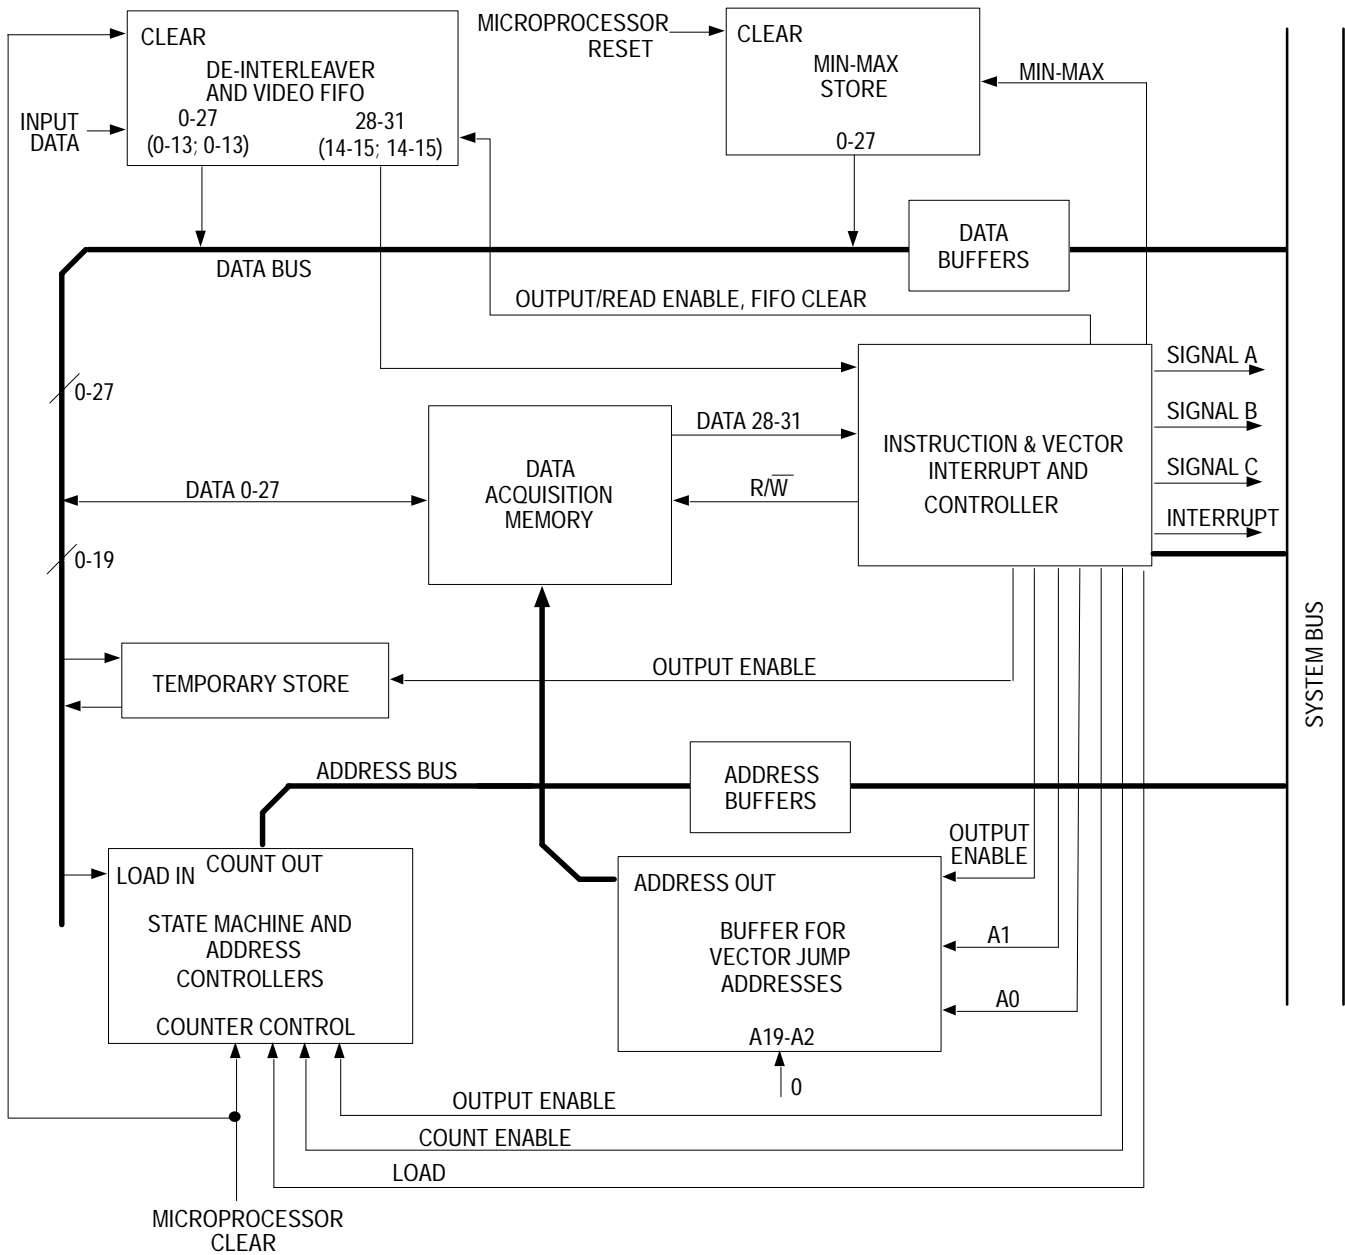 CLEAR
DE-INTERLEAVER
AND VIDEO FIFO
0-27
(0-13; 0-13)
28-31
(14-15; 14-15)
INPUT
DATA
MICROPROCESSOR
RESET
CLEAR
MIN-MAX
STORE
0-27
MIN-MAX
DATA
BUFFERS
DATA BUS
OUTPUT/READ ENABLE, FIFO CLEAR
0-27
DATA 0-27
0-19
DATA
ACQUISITION
MEMORY
DATA 28-31
R/W̅
INSTRUCTION & VECTOR
INTERRUPT AND
CONTROLLER
SIGNAL A
SIGNAL B
SIGNAL C
INTERRUPT
SYSTEM BUS
TEMPORARY STORE
OUTPUT ENABLE
ADDRESS BUS
ADDRESS
BUFFERS
LOAD IN
COUNT OUT
STATE MACHINE AND
ADDRESS
CONTROLLERS
COUNTER CONTROL
ADDRESS OUT
BUFFER FOR
VECTOR JUMP
ADDRESSES
A19-A2
0
OUTPUT
ENABLE
A1
A0
OUTPUT ENABLE
COUNT ENABLE
LOAD
MICROPROCESSOR
CLEAR